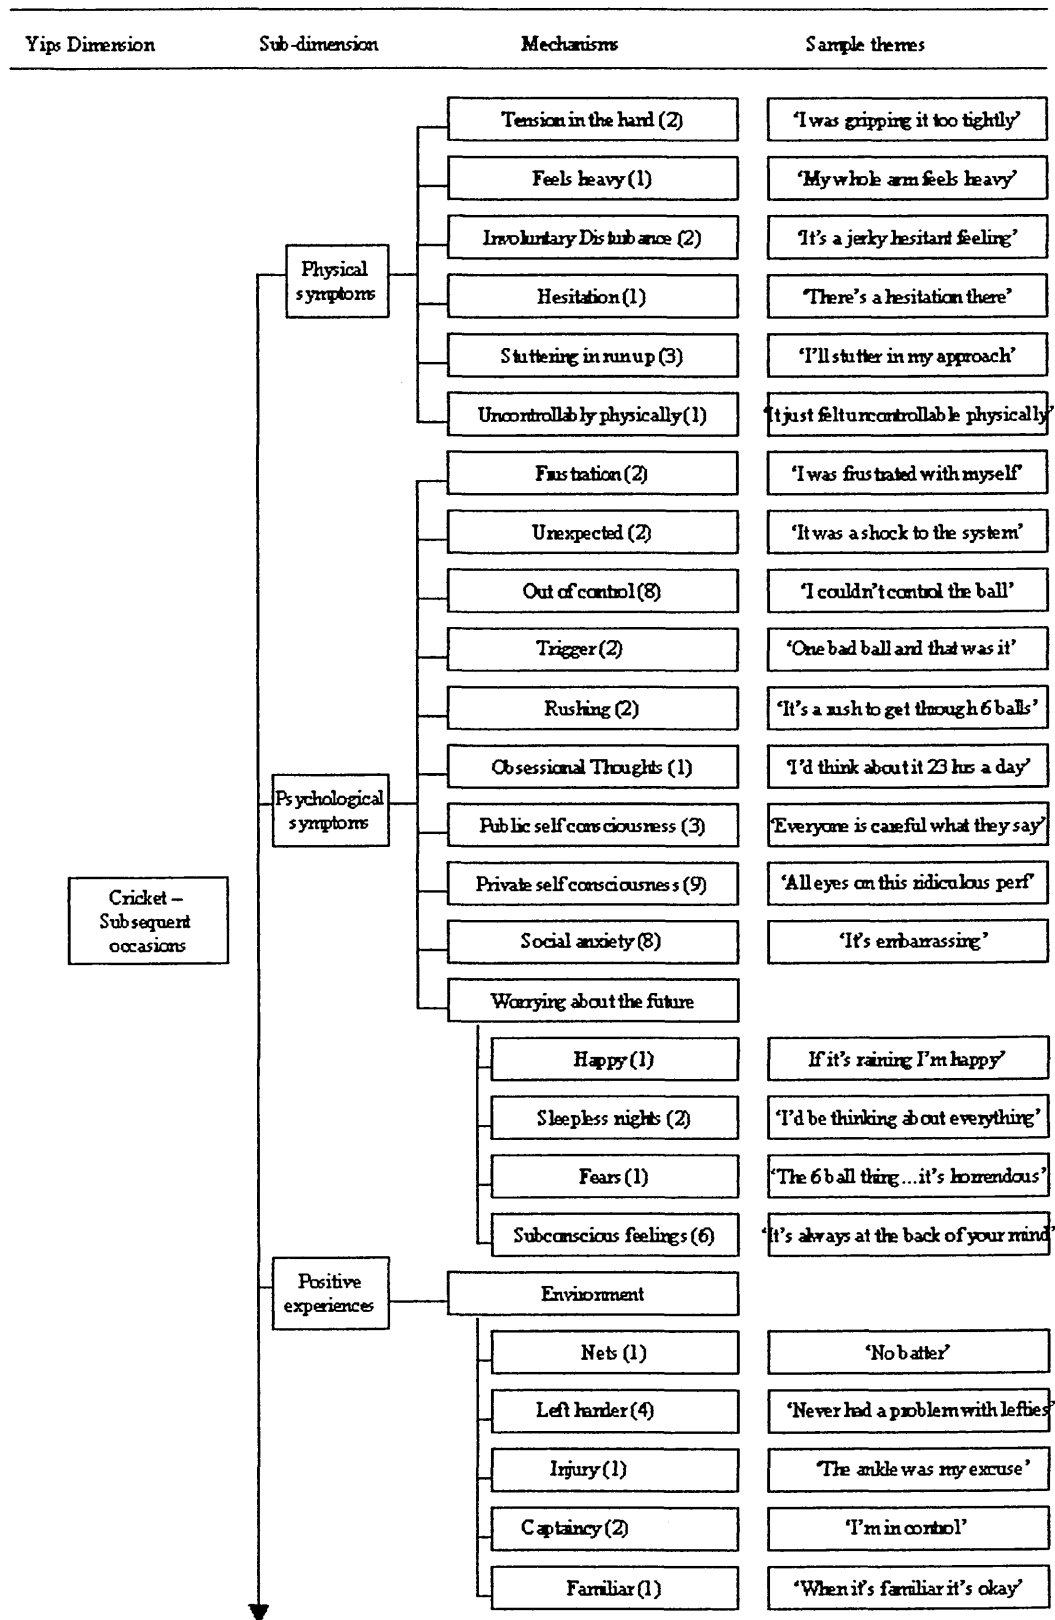 Yips Dimension Sub-dimension Mechanisms Sample themes
Tension in the hand (2) ‘I was gripping it too tightly’
Feels heavy (1) ‘My whole arm feels heavy’
Involuntary Disturbance (2) ‘It's a jerky hesitant feeling’
Physical
symptoms
Hesitation (1) ‘There's a hesitation there’
Stuttering in run up (3) ‘I'll stutter in my approach’
Uncontrollably physically (1) ‘It just felt uncontrollable physically’
Frustration (2) ‘I was frustrated with myself’
Unexpected (2) ‘It was a shock to the system’
Out of control (8) ‘I couldn't control the ball’
Trigger (2) ‘One bad ball and that was it’
Rushing (2) ‘It's a rush to get through 6 balls’
Obsessional Thoughts (1) ‘I'd think about it 23 hrs a day’
Psychological
symptoms
Public self consciousness (3) ‘Everyone is careful what they say’
Private self consciousness (9) ‘All eyes on this ridiculous perf’
Cricket –
Subsequent
occasions
Social anxiety (8) ‘It's embarrassing’
Worrying about the future
Happy (1) If it's raining I'm happy’
Sleepless nights (2) ‘I'd be thinking about everything’
Fears (1) ‘The 6 ball thing…it's horrendous’
Subconscious feelings (6) ‘It's always at the back of your mind’
Positive
experiences
Environment
Nets (1) ‘No batter’
Left hander (4) ‘Never had a problem with lefties’
Injury (1) ‘The ankle was my excuse’
Captaincy (2) ‘I'm in control’
Familiar (1) ‘When it's familiar it's okay’